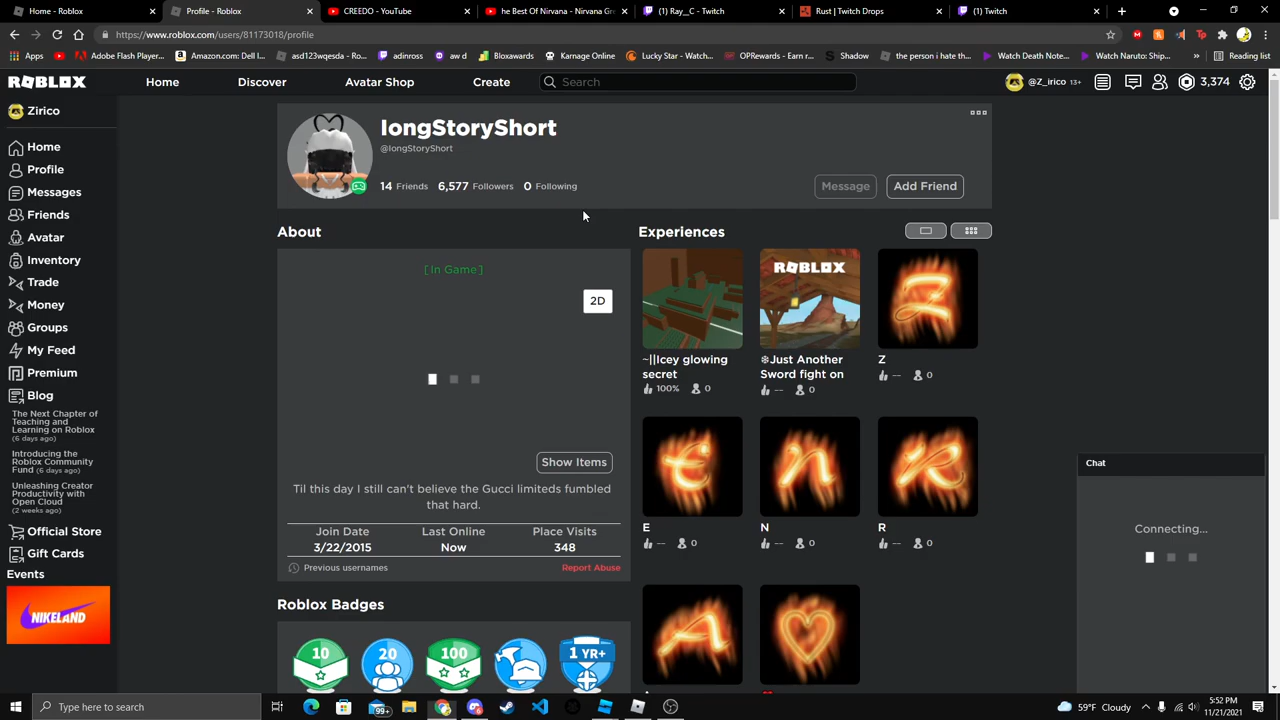 Home - Roblox
Profile - Roblox
CREEDO - YouTube
he Best Of Nirvana - Nirvana Gre
(1) Ray__C - Twitch
Rust | Twitch Drops
(1) Twitch
https://www.roblox.com/users/81173018/profile
Apps
Amazon.com: Dell I...
asd123wqesda - Ro...
adinross
aw d
Bloxawards
Karnage Online
Lucky Star - Watch...
OPRewards - Earn r...
Shadow
the person i hate th...
Watch Death Note...
Watch Naruto: Ship...
Reading list
ROBLOX
Home
Discover
Avatar Shop
Create
Search
@Z_irico 13+
3,374
Zirico
Home
Profile
Messages
Friends
Avatar
Inventory
Trade
Money
Groups
My Feed
Premium
Blog
The Next Chapter of
Teaching and
Learning on Roblox
(6 days ago)
Introducing the
Roblox Community
Fund (6 days ago)
Unleashing Creator
Productivity with
Open Cloud
(2 weeks ago)
Official Store
Gift Cards
Events
NIKELAND
longStoryShort
@longStoryShort
14 Friends 6,577 Followers 0 Following
Message
Add Friend
About
[ In Game ]
2D
Show Items
Til this day I still can't believe the Gucci limiteds fumbled
that hard.
Join Date Last Online Place Visits
3/22/2015 Now 348
Previous usernames
Report Abuse
Roblox Badges
10
20
100
1 YR+
Experiences
ROBLOX
Z
~||Icey glowing
secret
100% 0
❄Just Another
Sword fight on
-- 0
Z
-- 0
E
n
R
E
-- 0
N
-- 0
R
-- 0
A
Chat
Connecting...
Type here to search
99+
59°F Cloudy
5:52 PM
11/21/2021